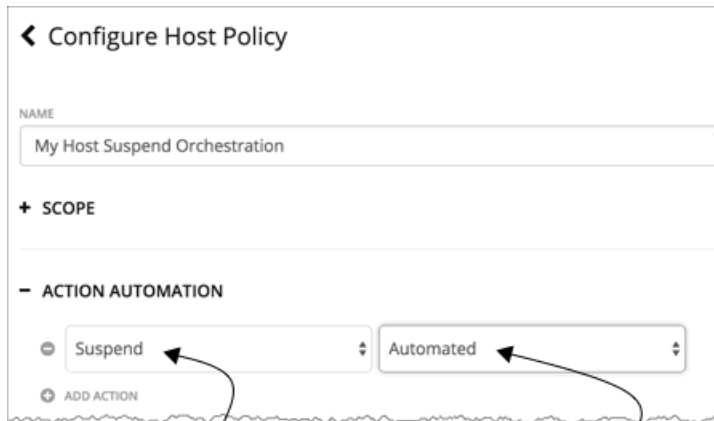 Configure Host Policy
NAME
My Host Suspend Orchestration
SCOPE
ACTION AUTOMATION
Suspend Automated
ADD ACTION